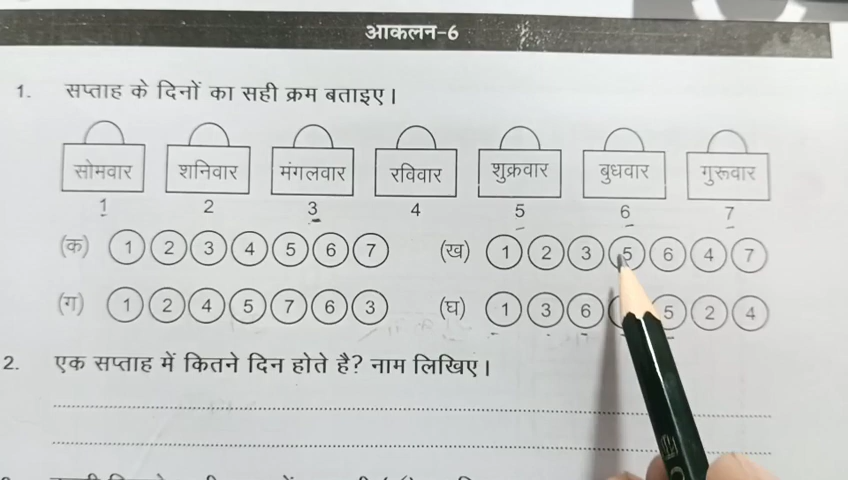 आकलन-6
1. सप्ताह के दिनों का सही क्रम बताइए।
सोमवार शनिवार मंगलवार रविवार शुक्रवार बुधवार गुरूवार
1 2 3 4 5 6 7
(क) 1 2 3 4 5 6 7 (ख) 1 2 3 5 6 4 7
(ग) 1 2 4 5 7 6 3 (घ) 1 3 6 5 2 4
2. एक सप्ताह में कितने दिन होते है? नाम लिखिए।